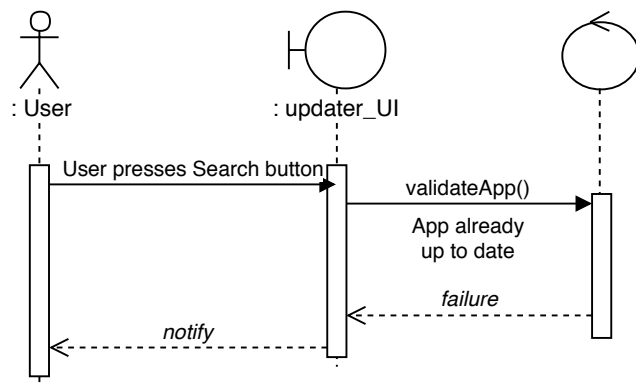 : User
: updater_UI
User presses Search button
validateApp()
App already
up to date
failure
notify